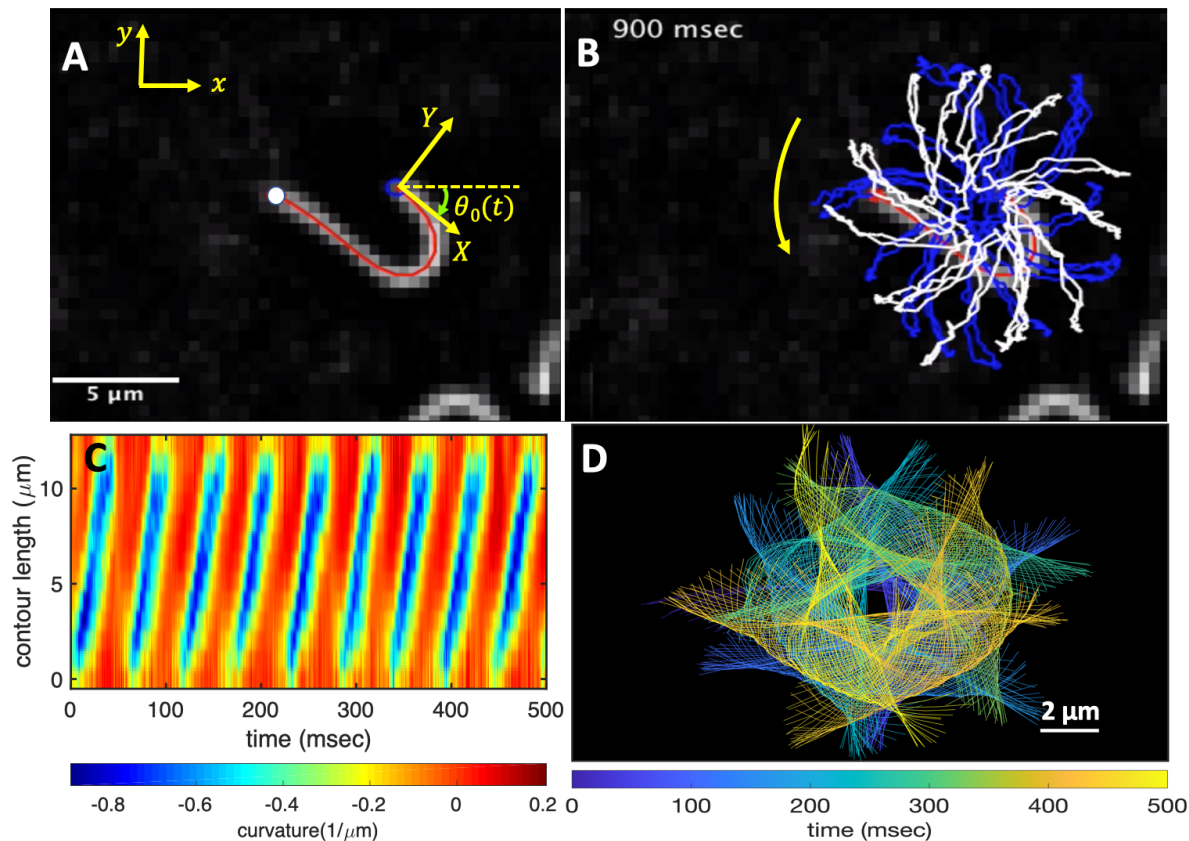 A
y
x
Y
θ₀(t)
X
5 μm
B
900 msec
C
contour length (μm)
10
5
0
0 100 200 300 400 500
time (msec)
-0.8 -0.6 -0.4 -0.2 0 0.2
curvature(1/μm)
D
2 μm
0 100 200 300 400 500
time (msec)